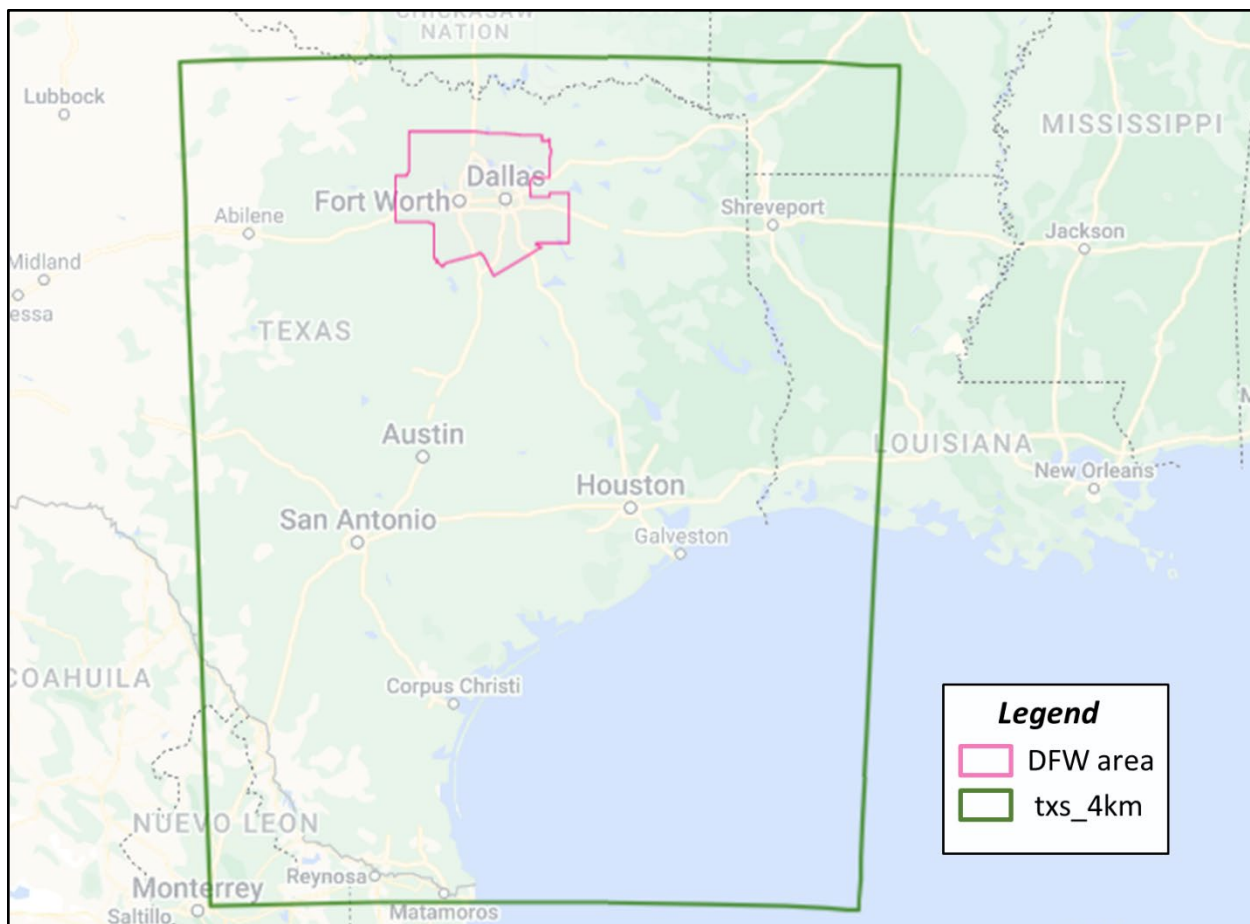 CHICKASAW
NATION
Lubbock
MISSISSIPPI
Dallas
Fort Worth
Abilene
Shreveport
Jackson
Midland
essa
TEXAS
Austin
LOUISIANA
New Orleans
Houston
San Antonio
Galveston
COAHUILA
Corpus Christi
Legend
DFW area
txs_4km
NUEVO LEON
Reynosa
Monterrey
Matamoros
Saltillo